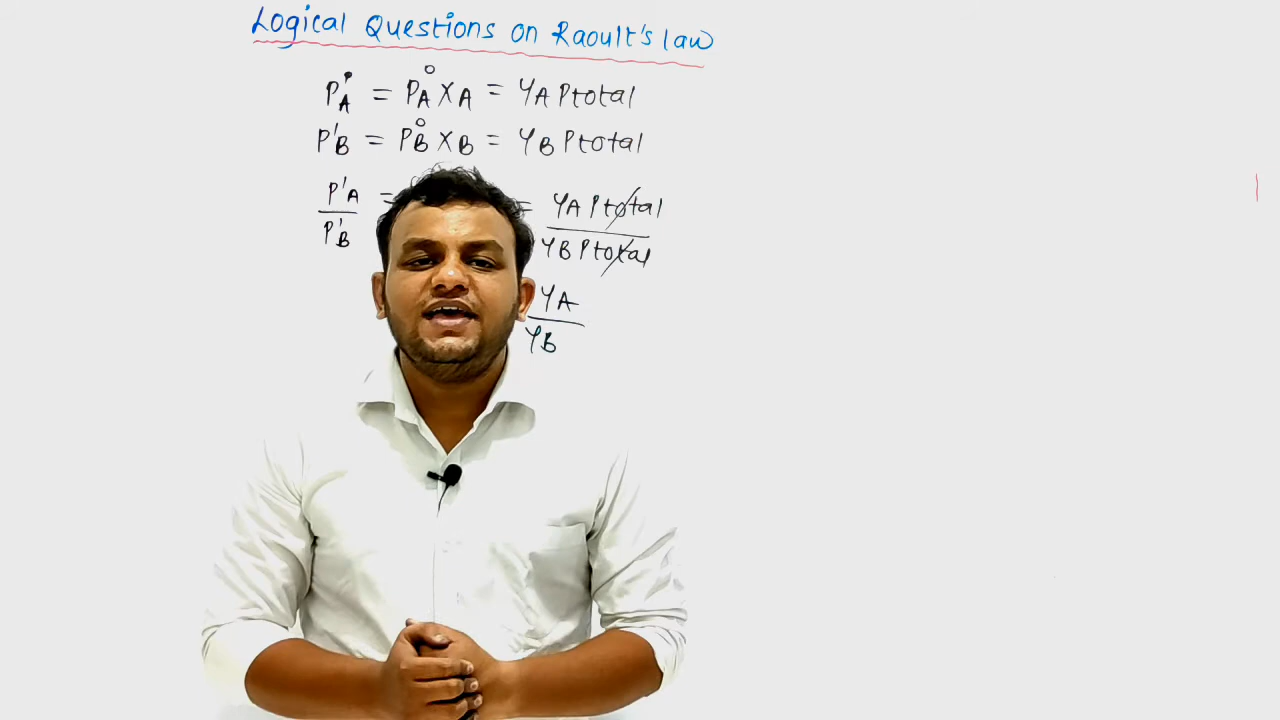 Logical Questions on Raoult's law
P'A = P°A XA = YA Ptotal
P'B = P°B XB = YB Ptotal
P'A / P'B = = YA Ptotal / YB Ptotal
YA / YB